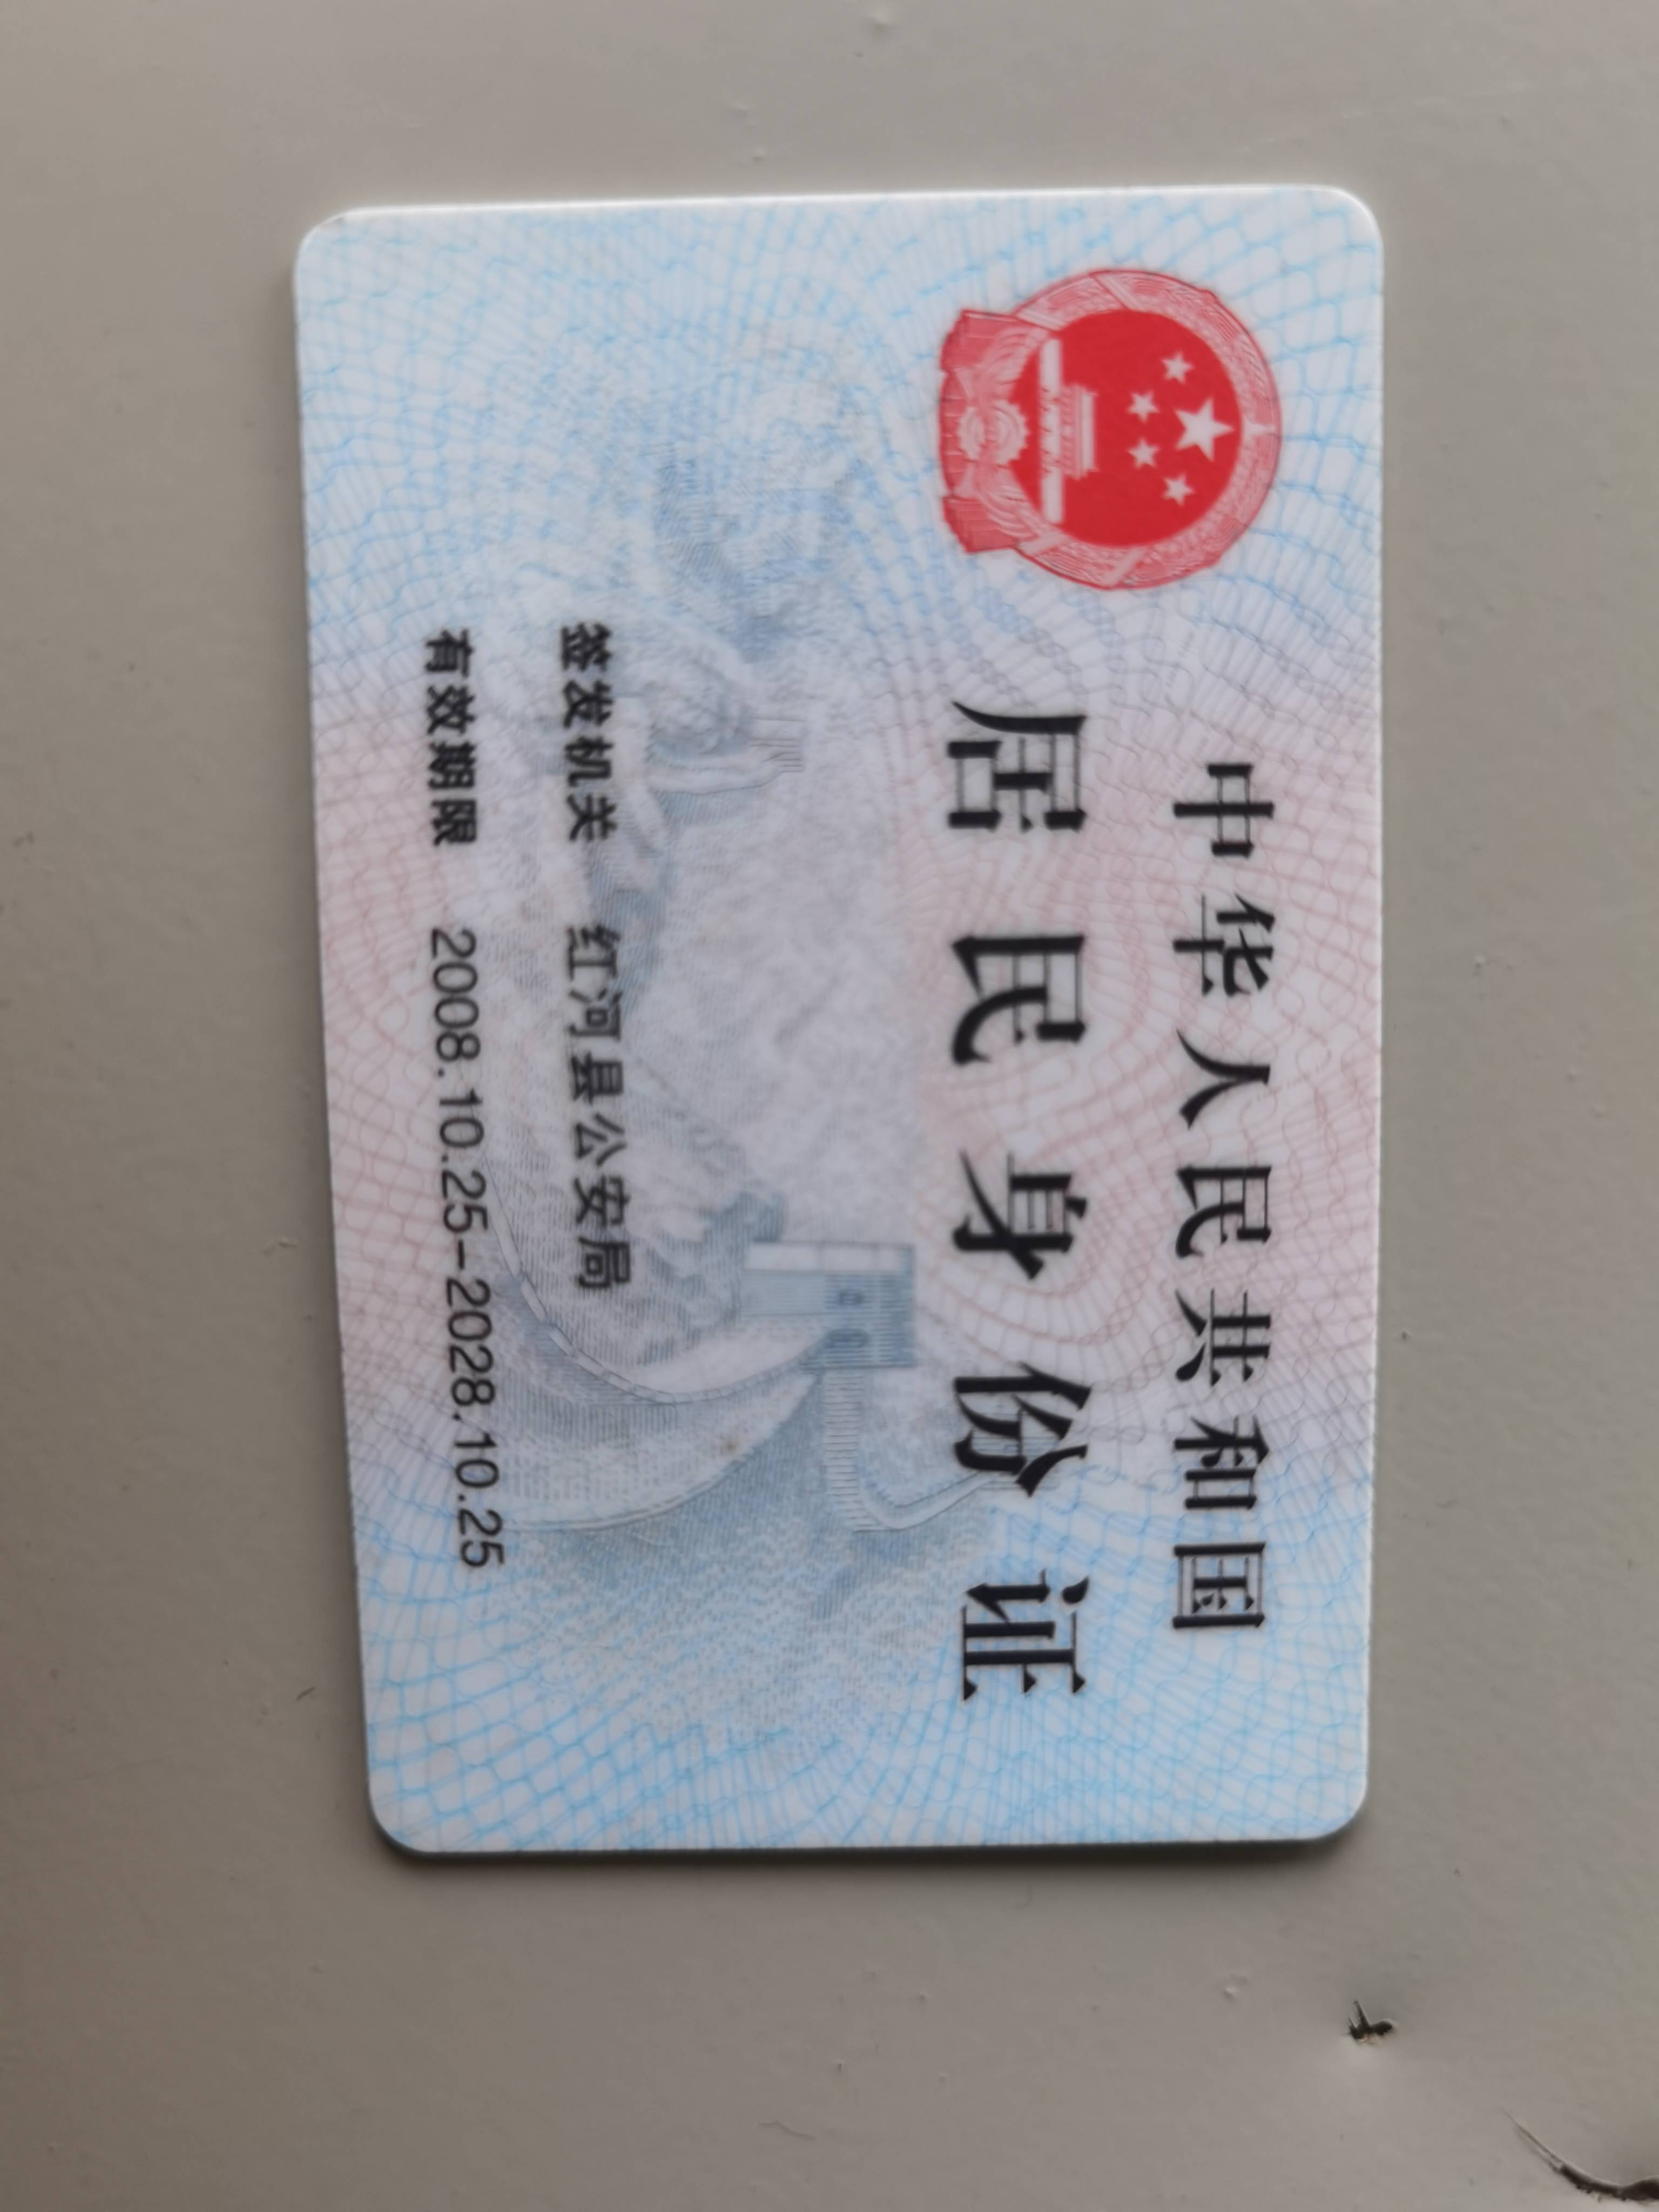 中华人民共和国
居民身份证
签发机关 红河县公安局
有效期限 2008.10.25-2028.10.25